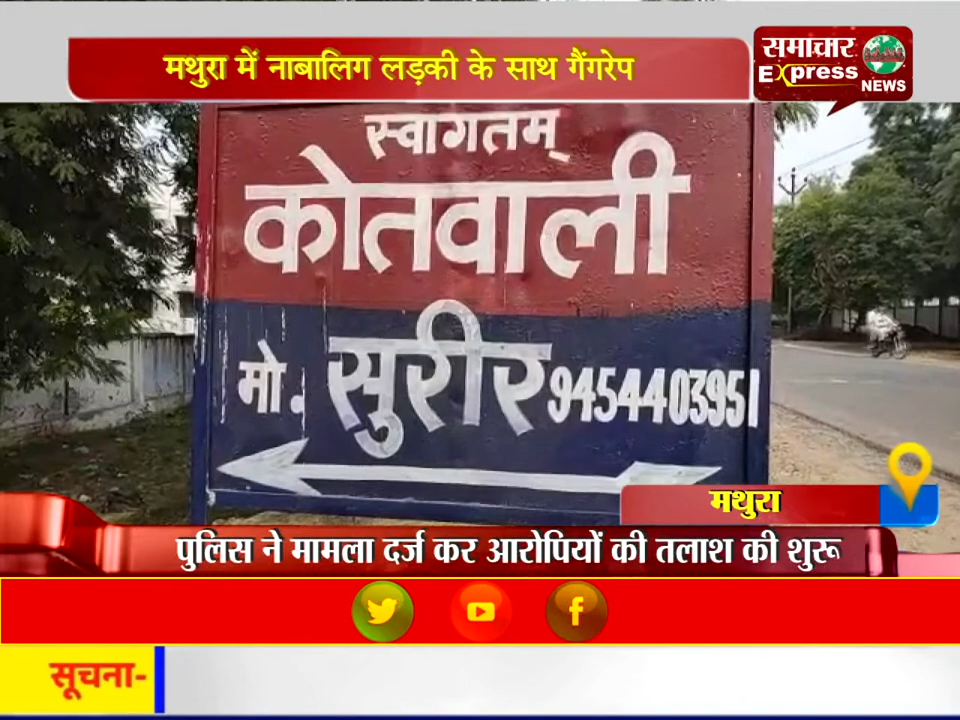 मथुरा में नाबालिग लड़की के साथ गैंगरेप
समाचार
Express
NEWS
स्वागतम्
कोतवाली
मो. सुरीर 9454403951
मथुरा
पुलिस ने मामला दर्ज कर आरोपियों की तलाश की शुरू
सूचना-